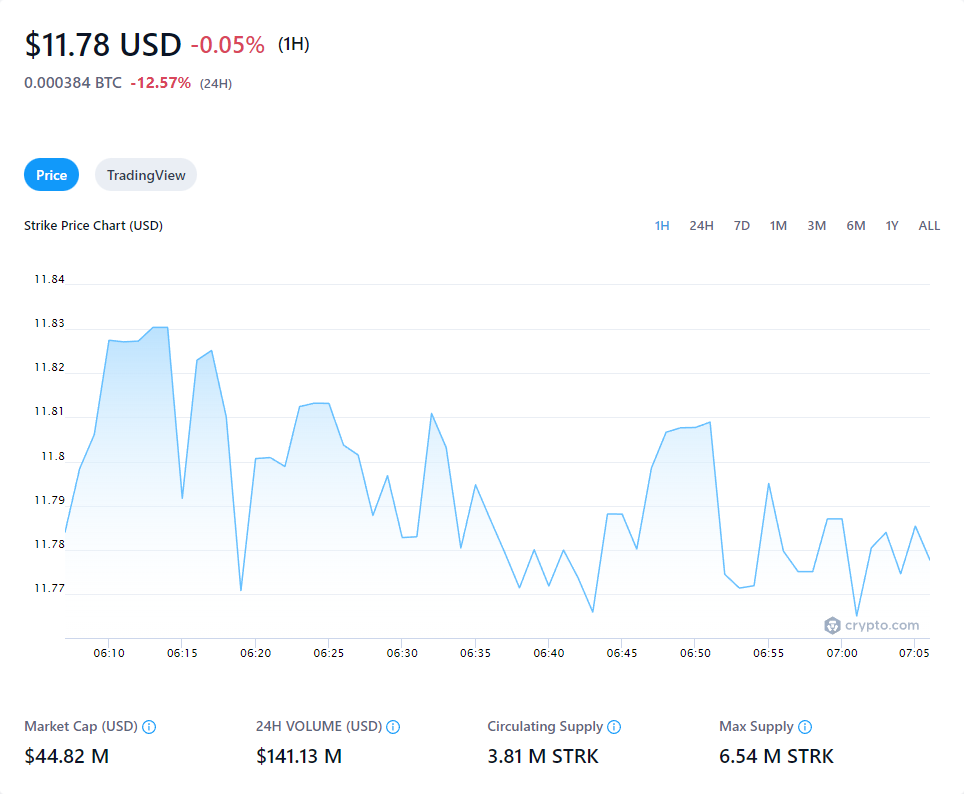 $11.78 USD -0.05% (1H)
0.000384 BTC -12.57% (24H)
Price TradingView
Strike Price Chart (USD) 1H 24H 7D 1M 3M 6M 1Y ALL
11.84
11.83
11.82
11.81
11.8
11.79
11.78
11.77
crypto.com
06:10 06:15 06:20 06:25 06:30 06:35 06:40 06:45 06:50 06:55 07:00 07:05
Market Cap (USD) 24H VOLUME (USD) Circulating Supply Max Supply
$44.82 M $141.13 M 3.81 M STRK 6.54 M STRK